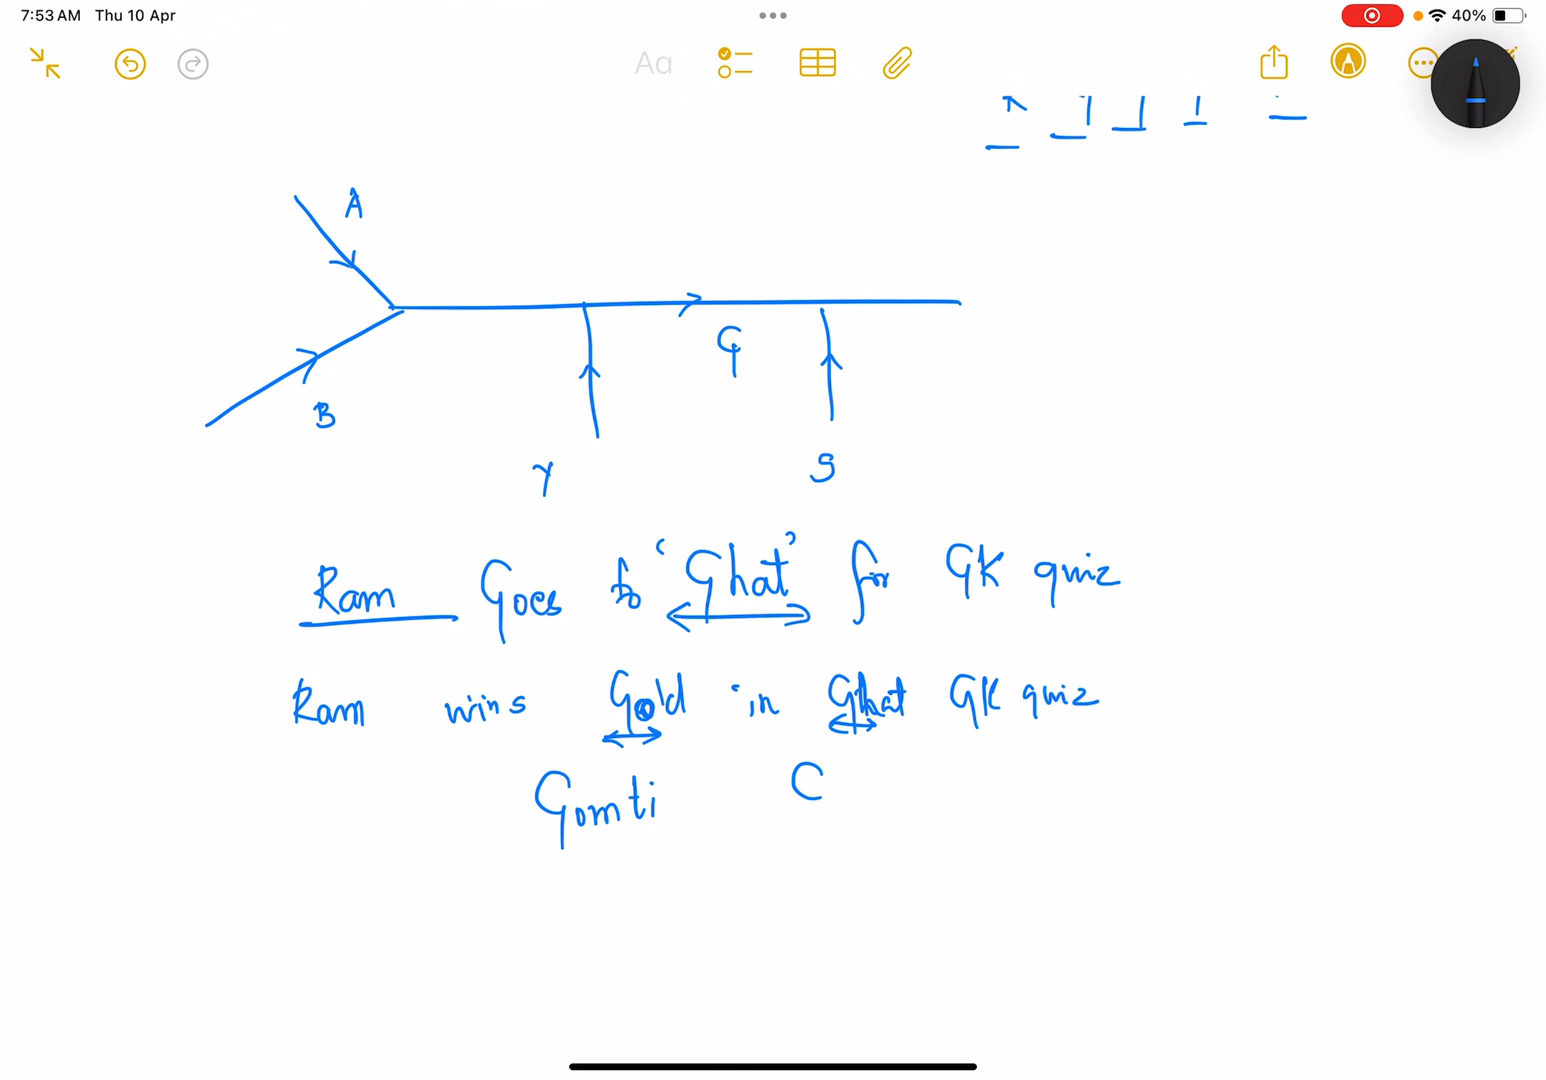 7:53 AM Thu 10 Apr
40%
Aa
A
B
G
Y
S
Ram Goes to 'Ghat' for GK quiz
Ram wins Gold in Ghat GK quiz
Gomti C